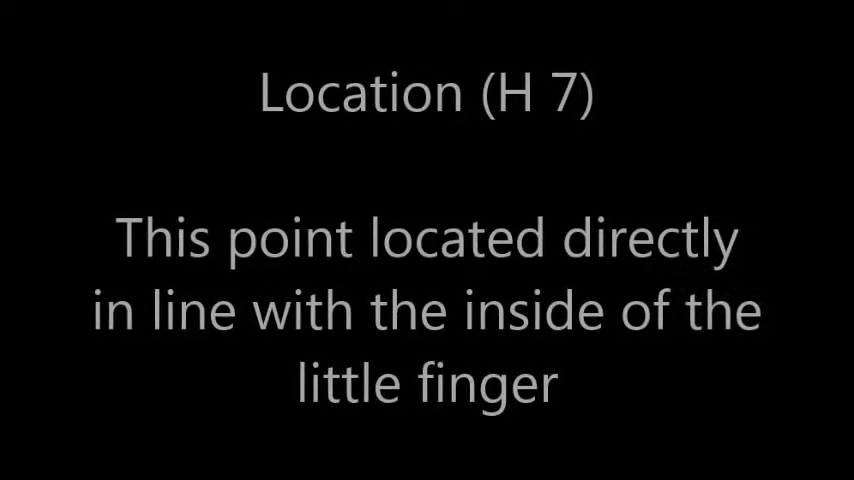 Location (H 7)
This point located directly
in line with the inside of the
little finger